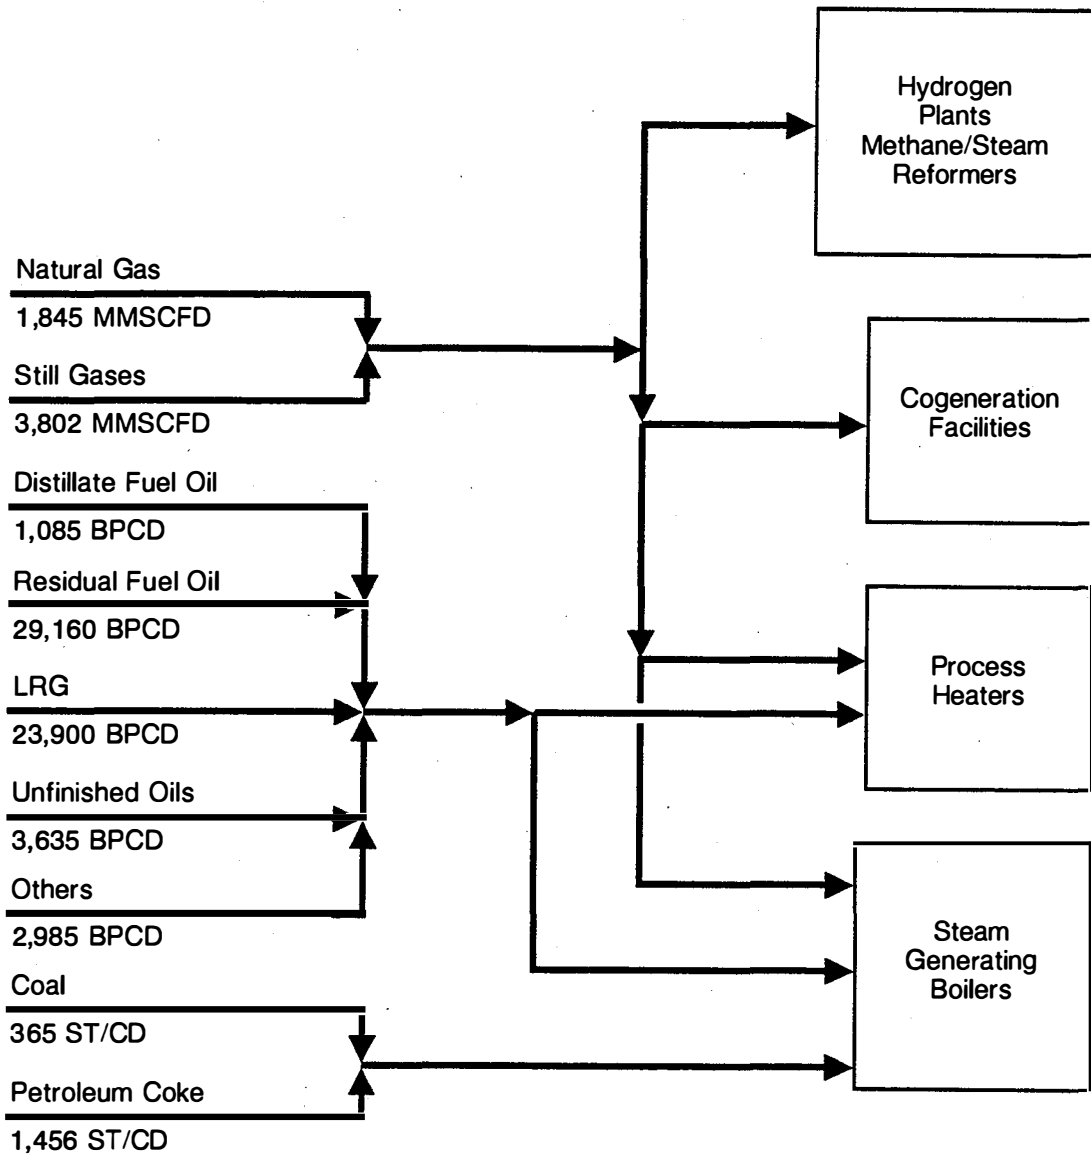 Hydrogen
Plants
Methane/Steam
Reformers
Natural Gas
1,845 MMSCFD
Still Gases
3,802 MMSCFD
Cogeneration
Facilities
Distillate Fuel Oil
1,085 BPCD
Residual Fuel Oil
29,160 BPCD
LRG
23,900 BPCD
Process
Heaters
Unfinished Oils
3,635 BPCD
Others
2,985 BPCD
Steam
Generating
Boilers
Coal
365 ST/CD
Petroleum Coke
1,456 ST/CD